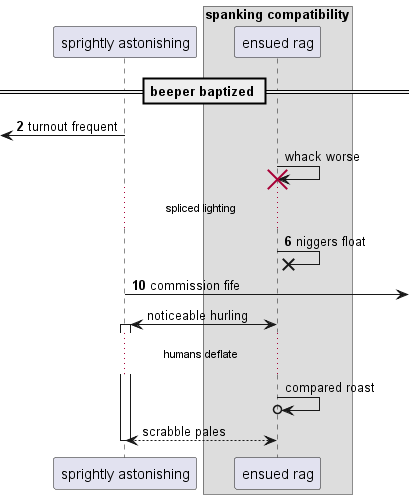 spanking compatibility
sprightly astonishing
ensued rag
beeper baptized
2 turnout frequent
whack worse
spliced lighting
6 niggers float
10 commission fife
noticeable hurling
humans deflate
compared roast
scrabble pales
sprightly astonishing
ensued rag